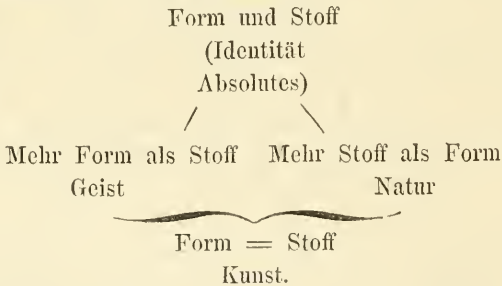 Form und Stoff
(Identität
Absolutes)
Mehr Form als Stoff Mehr Stoff als Form
Geist Natur
Form = Stoff
Kunst.